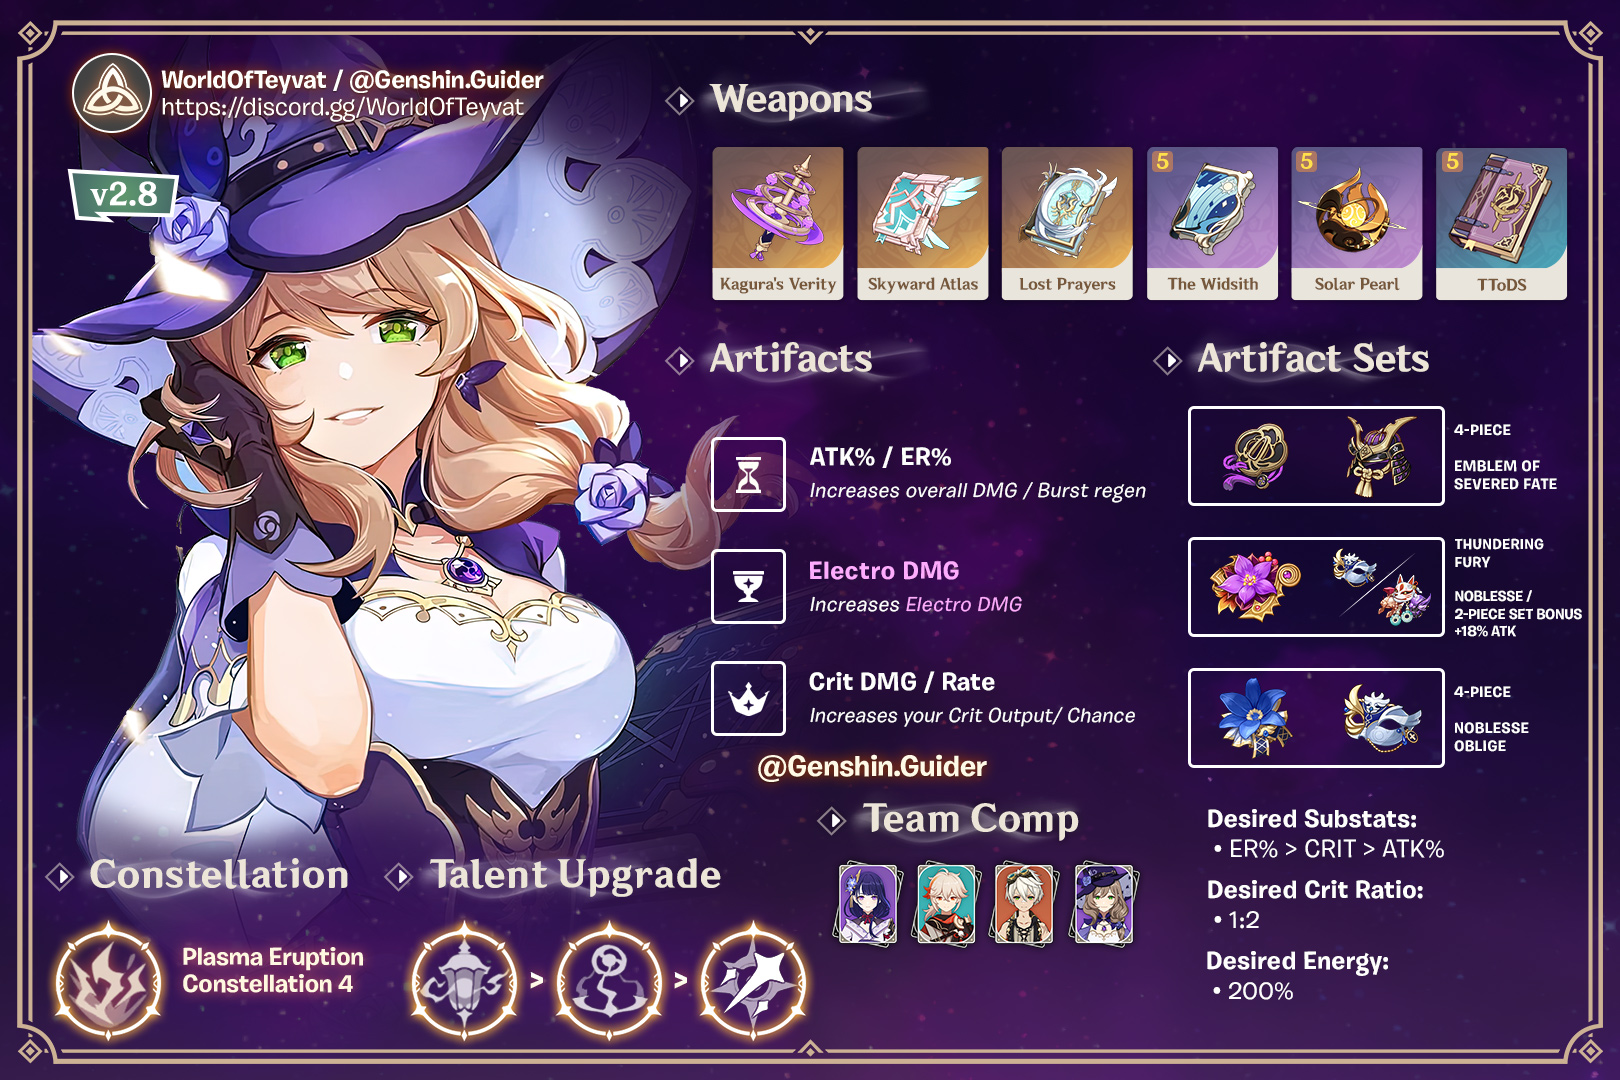 WorldOfTeyvat / @Genshin.Guider
https://discord.gg/WorldOfTeyvat
v2.8
Weapons
5
5
5
Kagura's Verity
Skyward Atlas
Lost Prayers
The Widsith
Solar Pearl
TToDS
Artifacts
ATK% / ER%
Increases overall DMG / Burst regen
Electro DMG
Increases Electro DMG
Crit DMG / Rate
Increases your Crit Output/ Chance
@Genshin.Guider
Artifact Sets
4-PIECE
EMBLEM OF
SEVERED FATE
THUNDERING
FURY
NOBLESSE /
2-PIECE SET BONUS
+18% ATK
4-PIECE
NOBLESSE
OBLIGE
Team Comp
Desired Substats:
• ER% > CRIT > ATK%
Desired Crit Ratio:
• 1:2
Desired Energy:
• 200%
Constellation
Plasma Eruption
Constellation 4
Talent Upgrade
> >